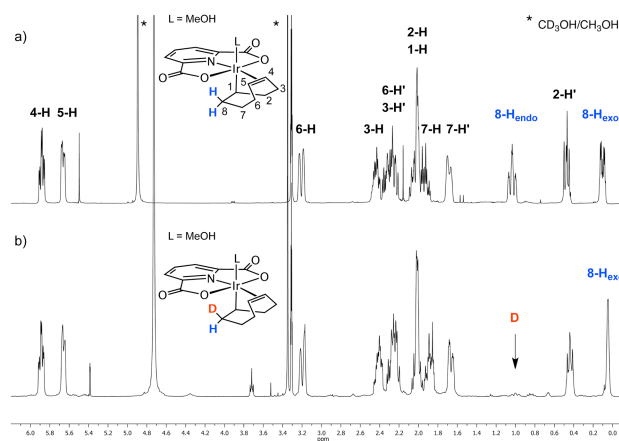 a)
L = MeOH
*
*
* CD3OH/CH3OH
L
O
O
N
Ir
O
O
1
5
4
3
2
6
7
8
H
H
4-H
5-H
6-H
3-H
6-H'
3-H'
2-H
1-H
7-H
7-H'
8-Hendo
2-H'
8-Hexo
b)
L = MeOH
L
O
O
N
Ir
O
O
D
H
D
8-Hexo
6.0 5.8 5.6 5.4 5.2 5.0 4.8 4.6 4.4 4.2 4.0 3.8 3.6 3.4 3.2 3.0 2.8 2.6 2.4 2.2 2.0 1.8 1.6 1.4 1.2 1.0 0.8 0.6 0.4 0.2 0.0
ppm